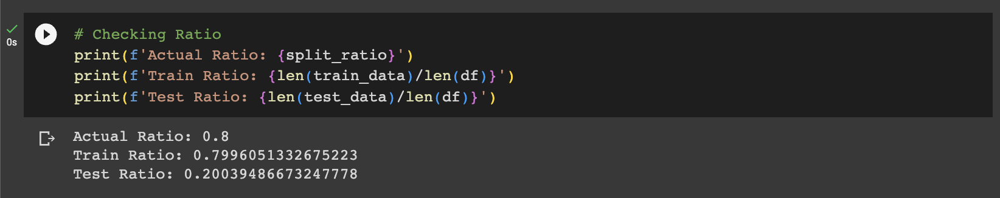 0s
# Checking Ratio
print(f'Actual Ratio: {split_ratio}')
print(f'Train Ratio: {len(train_data)/len(df)}')
print(f'Test Ratio: {len(test_data)/len(df)}')
Actual Ratio: 0.8
Train Ratio: 0.7996051332675223
Test Ratio: 0.20039486673247778